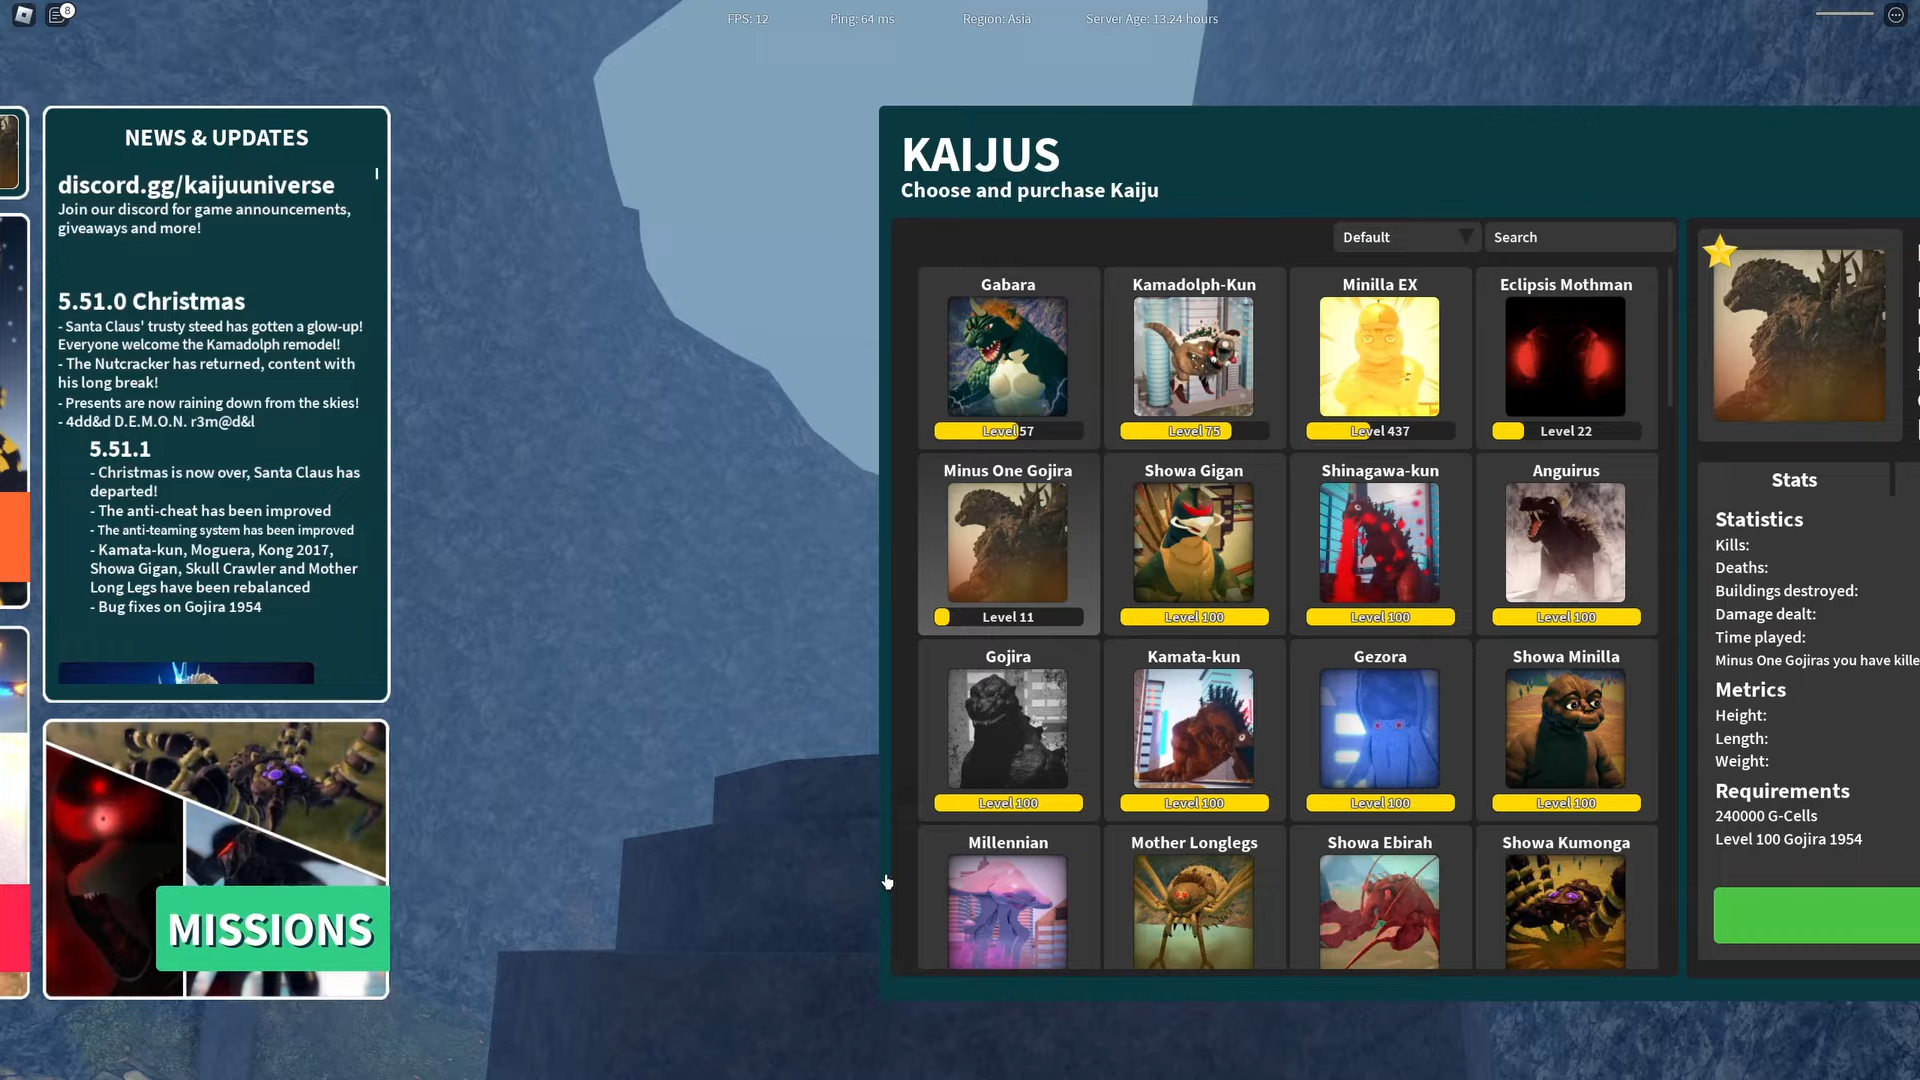 8
FPS: 12
Ping: 64 ms
Region: Asia
Server Age: 13.24 hours
NEWS & UPDATES
discord.gg/kaijuuniverse
Join our discord for game announcements,
giveaways and more!
5.51.0 Christmas
- Santa Claus' trusty steed has gotten a glow-up!
Everyone welcome the Kamadolph remodel!
- The Nutcracker has returned, content with
his long break!
- Presents are now raining down from the skies!
- 4dd&d D.E.M.O.N. r3m@d&l
5.51.1
- Christmas is now over, Santa Claus has
departed!
- The anti-cheat has been improved
- The anti-teaming system has been improved
- Kamata-kun, Moguera, Kong 2017,
Showa Gigan, Skull Crawler and Mother
Long Legs have been rebalanced
- Bug fixes on Gojira 1954
MISSIONS
KAIJUS
Choose and purchase Kaiju
Default
Search
Gabara
Kamadolph-Kun
Minilla EX
Eclipsis Mothman
Level 57
Level 75
Level 437
Level 22
Minus One Gojira
Showa Gigan
Shinagawa-kun
Anguirus
Level 11
Level 100
Level 100
Level 100
Gojira
Kamata-kun
Gezora
Showa Minilla
Level 100
Level 100
Level 100
Level 100
Millennian
Mother Longlegs
Showa Ebirah
Showa Kumonga
Stats
Statistics
Kills:
Deaths:
Buildings destroyed:
Damage dealt:
Time played:
Minus One Gojiras you have kille
Metrics
Height:
Length:
Weight:
Requirements
240000 G-Cells
Level 100 Gojira 1954